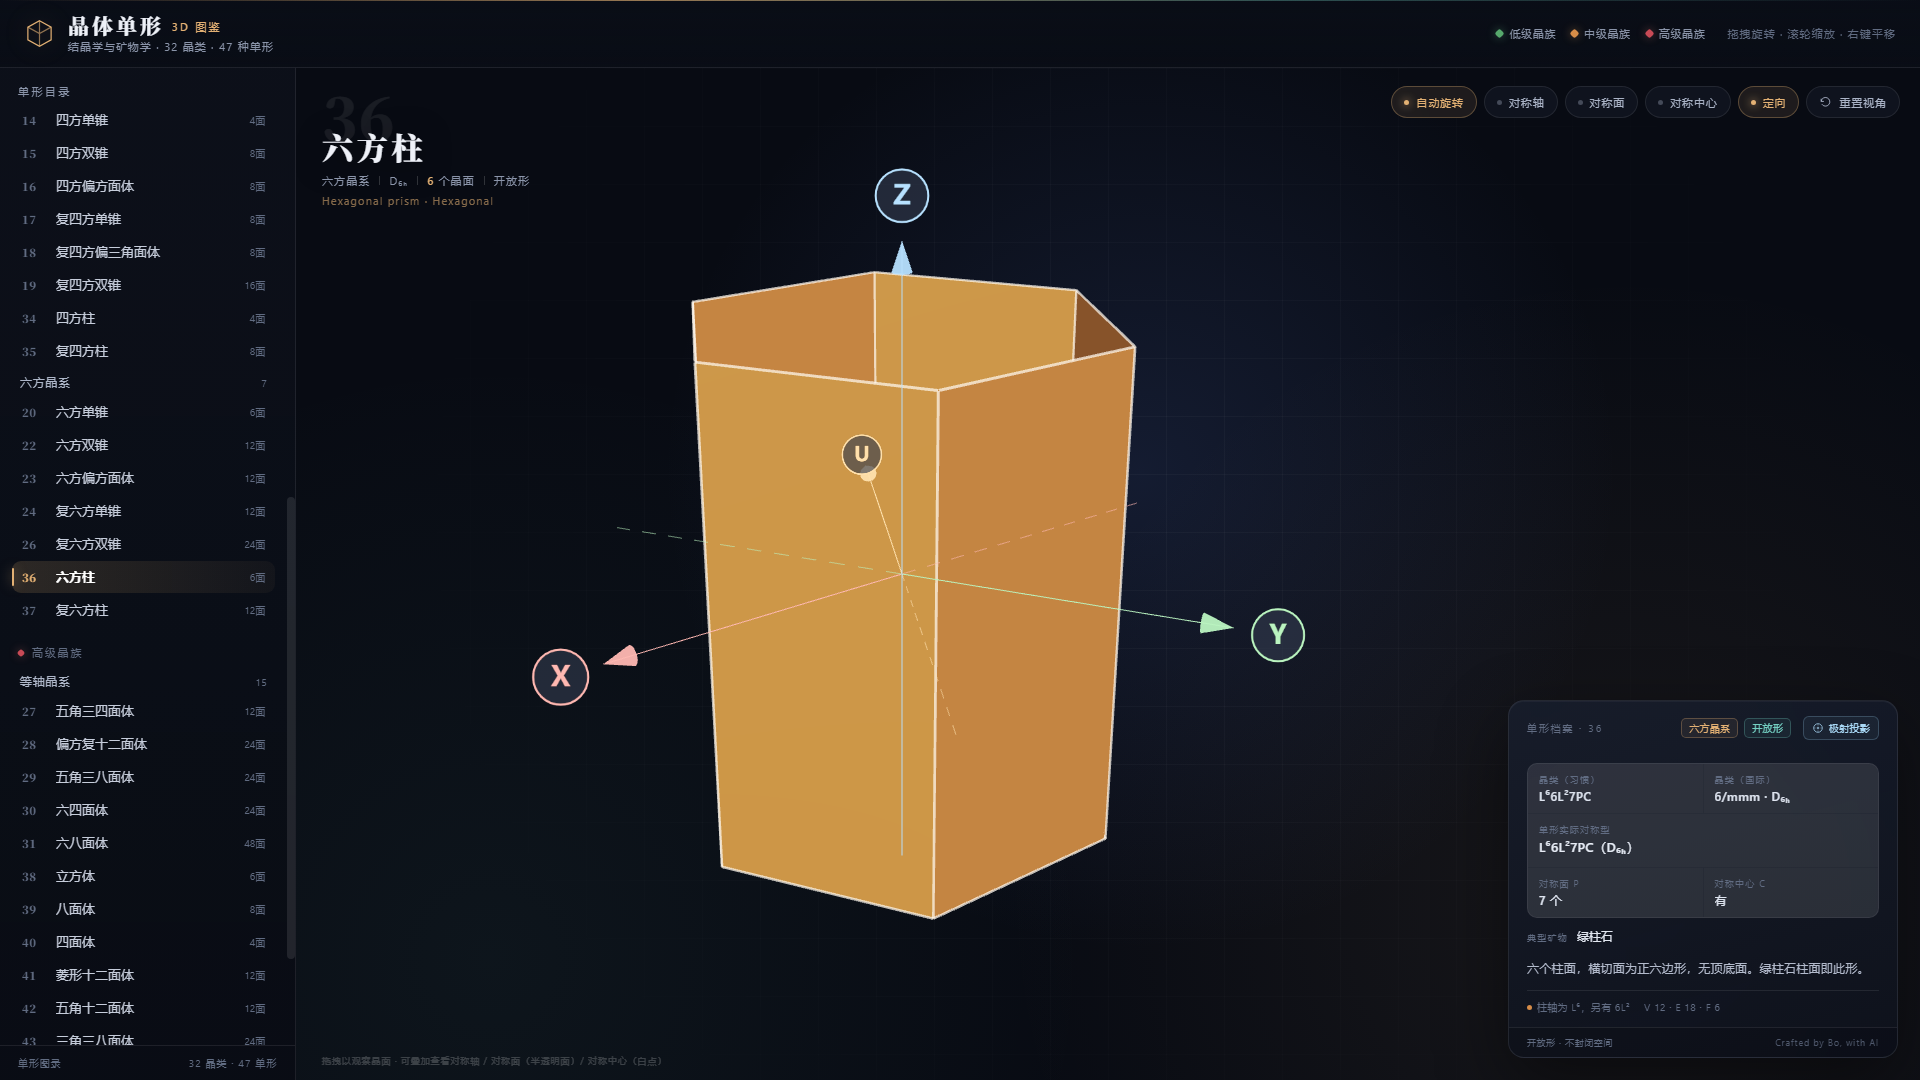 晶体单形 3D 图鉴
结晶学与矿物学 · 32 晶类 · 47 种单形
低级晶族 中级晶族 高级晶族 拖拽旋转 · 滚轮缩放 · 右键平移
单形目录
14 四方单锥 4面
15 四方双锥 8面
16 四方偏方面体 8面
17 复四方单锥 8面
18 复四方偏三角面体 8面
19 复四方双锥 16面
34 四方柱 4面
35 复四方柱 8面
六方晶系 7
20 六方单锥 6面
22 六方双锥 12面
23 六方偏方面体 12面
24 复六方单锥 12面
26 复六方双锥 24面
36 六方柱 6面
37 复六方柱 12面
高级晶族
等轴晶系 15
27 五角三四面体 12面
28 偏方复十二面体 24面
29 五角三八面体 24面
30 六四面体 24面
31 六八面体 48面
38 立方体 6面
39 八面体 8面
40 四面体 4面
41 菱形十二面体 12面
42 五角十二面体 12面
43 三角三八面体 24面
单形图录 32 晶类 · 47 单形
36
六方柱
六方晶系 D₆ₕ 6 个晶面 开放形
Hexagonal prism · Hexagonal
自动旋转 对称轴 对称面 对称中心 定向 重置视角
Z
U
X
Y
拖拽以观察晶面 · 可叠加查看对称轴 / 对称面（半透明面）/ 对称中心（白点）
单形档案 · 36 六方晶系 开放形 极射投影
晶类（习惯） 晶类（国际）
L⁶6L²7PC 6/mmm · D₆ₕ
单形实际对称型
L⁶6L²7PC（D₆ₕ）
对称面 P 对称中心 C
7 个 有
典型矿物 绿柱石
六个柱面，横切面为正六边形，无顶底面。绿柱石柱面即此形。
柱轴为 L⁶，另有 6L² V 12 · E 18 · F 6
开放形 · 不封闭空间 Crafted by Bo, with AI